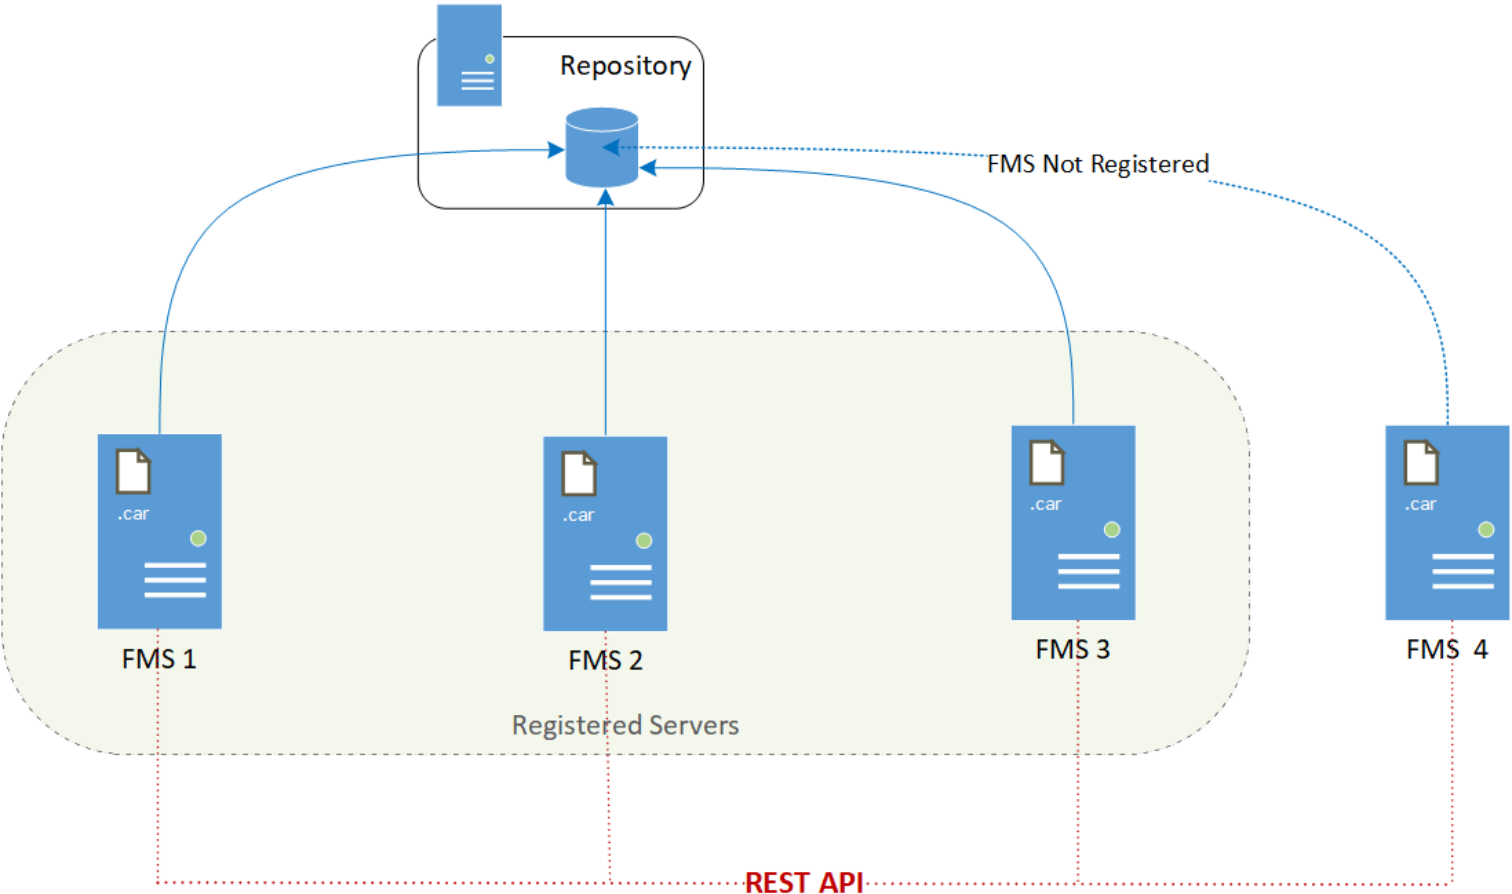 Repository
FMS Not Registered
.car
.car
.car
.car
FMS 1
FMS 2
FMS 3
FMS  4
Registered Servers
REST API